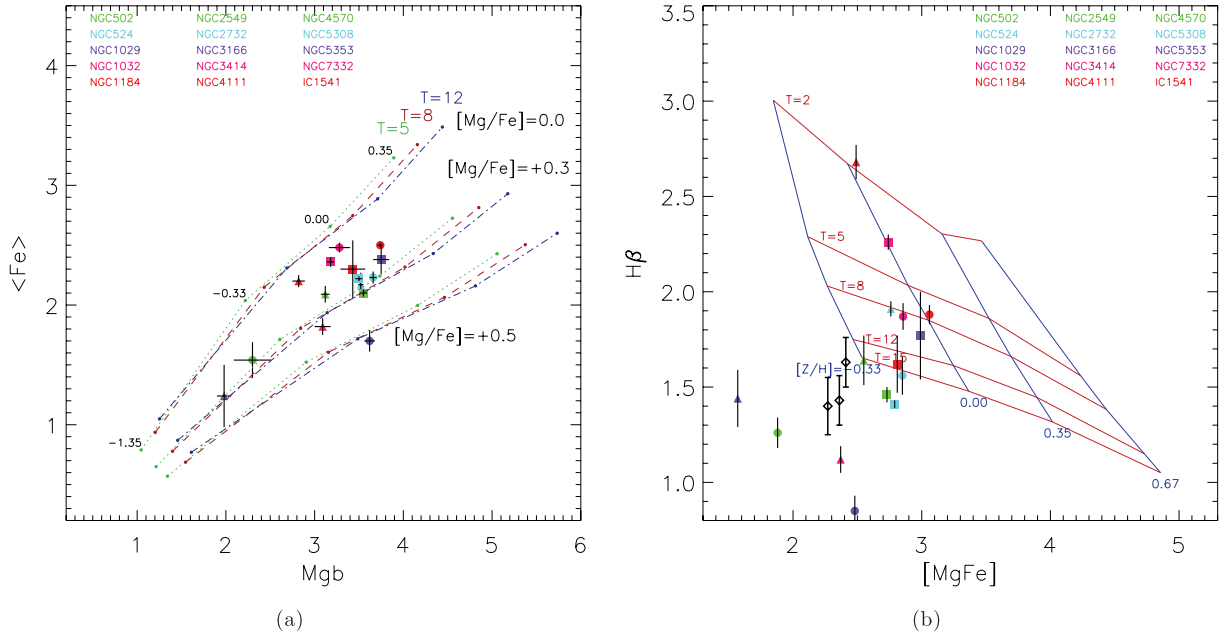 NGC502 NGC2549 NGC4570
NGC524 NGC2732 NGC5308
NGC1029 NGC3166 NGC5353
NGC1032 NGC3414 NGC7332
NGC1184 NGC4111 IC1541
T=12
T=8
T=5
[Mg/Fe]=0.0
0.35
[Mg/Fe]=+0.3
0.00
−0.33
[Mg/Fe]=+0.5
−1.35
4
3
2
1
<Fe>
1 2 3 4 5 6
Mgb
(a)
NGC502 NGC2549 NGC4570
NGC524 NGC2732 NGC5308
NGC1029 NGC3166 NGC5353
NGC1032 NGC3414 NGC7332
NGC1184 NGC4111 IC1541
T=2
T=5
T=8
T=12
T=15
[Z/H]=−0.33
0.00
0.35
0.67
3.5
3.0
2.5
2.0
1.5
1.0
Hβ
2 3 4 5
[MgFe]
(b)